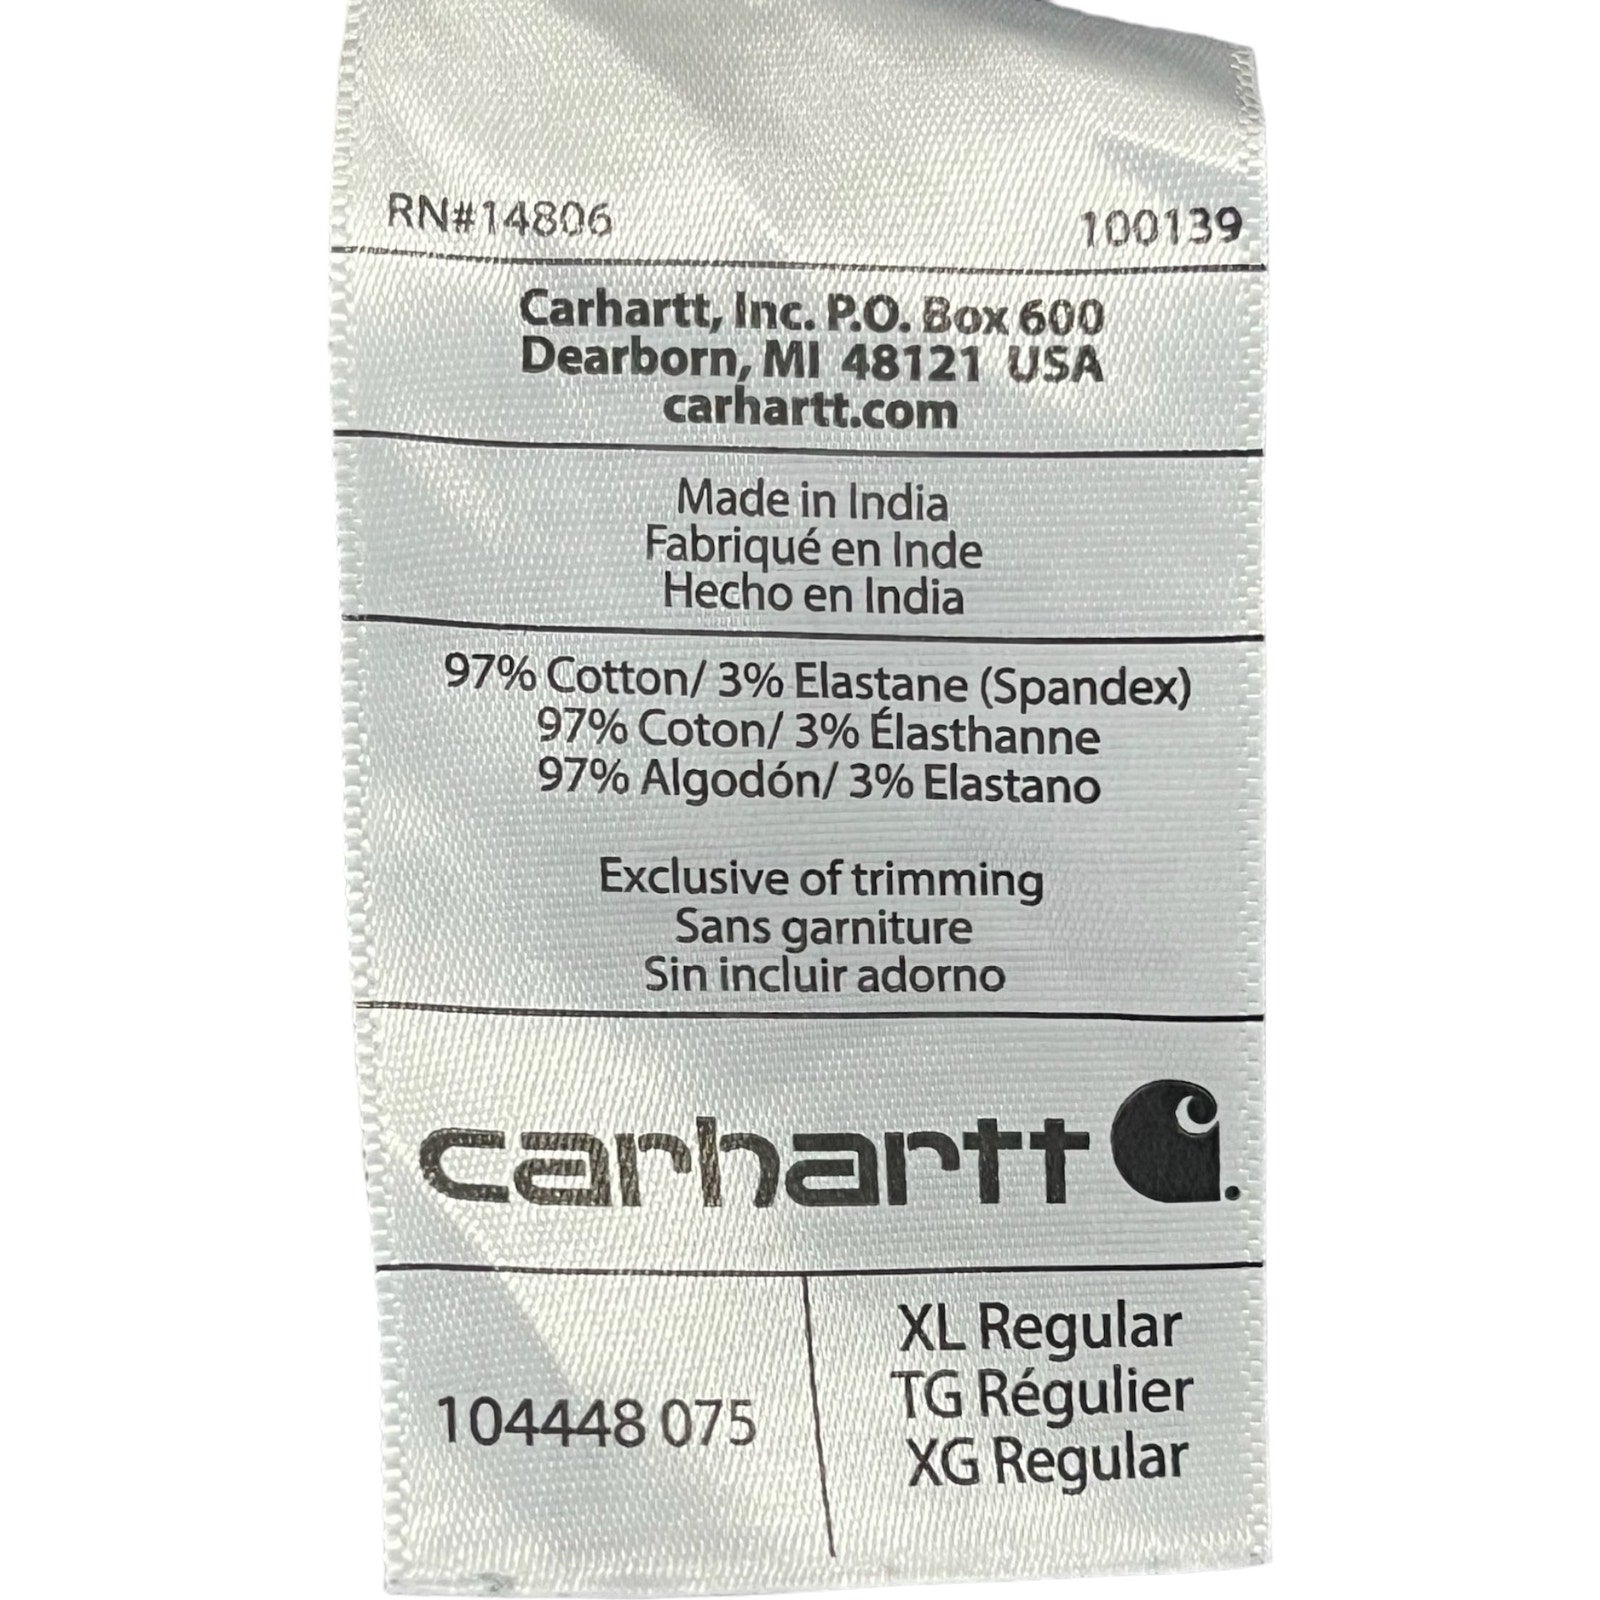 RN#14806 100139
Carhartt, Inc. P.O. Box 600
Dearborn, MI 48121 USA
carhartt.com
Made in India
Fabriqué en Inde
Hecho en India
97% Cotton/ 3% Elastane (Spandex)
97% Coton/ 3% Élasthanne
97% Algodón/ 3% Elastano
Exclusive of trimming
Sans garniture
Sin incluir adorno
carhartt
104448 075
XL Regular
TG Régulier
XG Regular